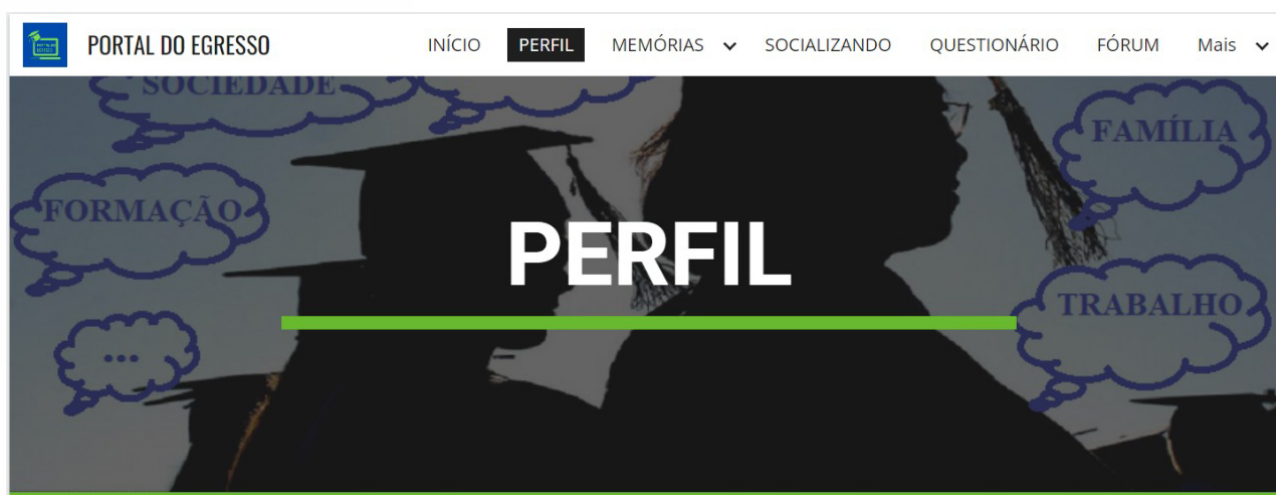 PORTAL DO EGRESSO
INÍCIO PERFIL MEMÓRIAS SOCIALIZANDO QUESTIONÁRIO FÓRUM Mais
SOCIEDADE
FAMÍLIA
FORMAÇÃO
PERFIL
TRABALHO
...